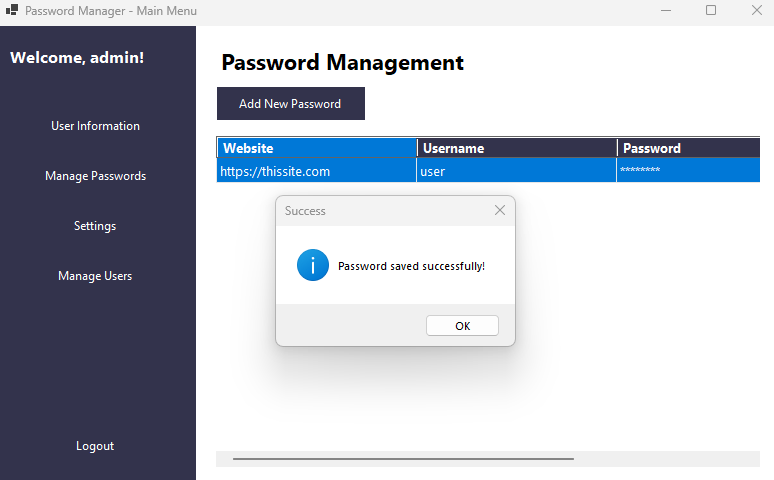 Password Manager - Main Menu
Welcome, admin!
User Information
Manage Passwords
Settings
Manage Users
Logout
Password Management
Add New Password
Website Username Password
https://thissite.com user ********
Success
Password saved successfully!
OK